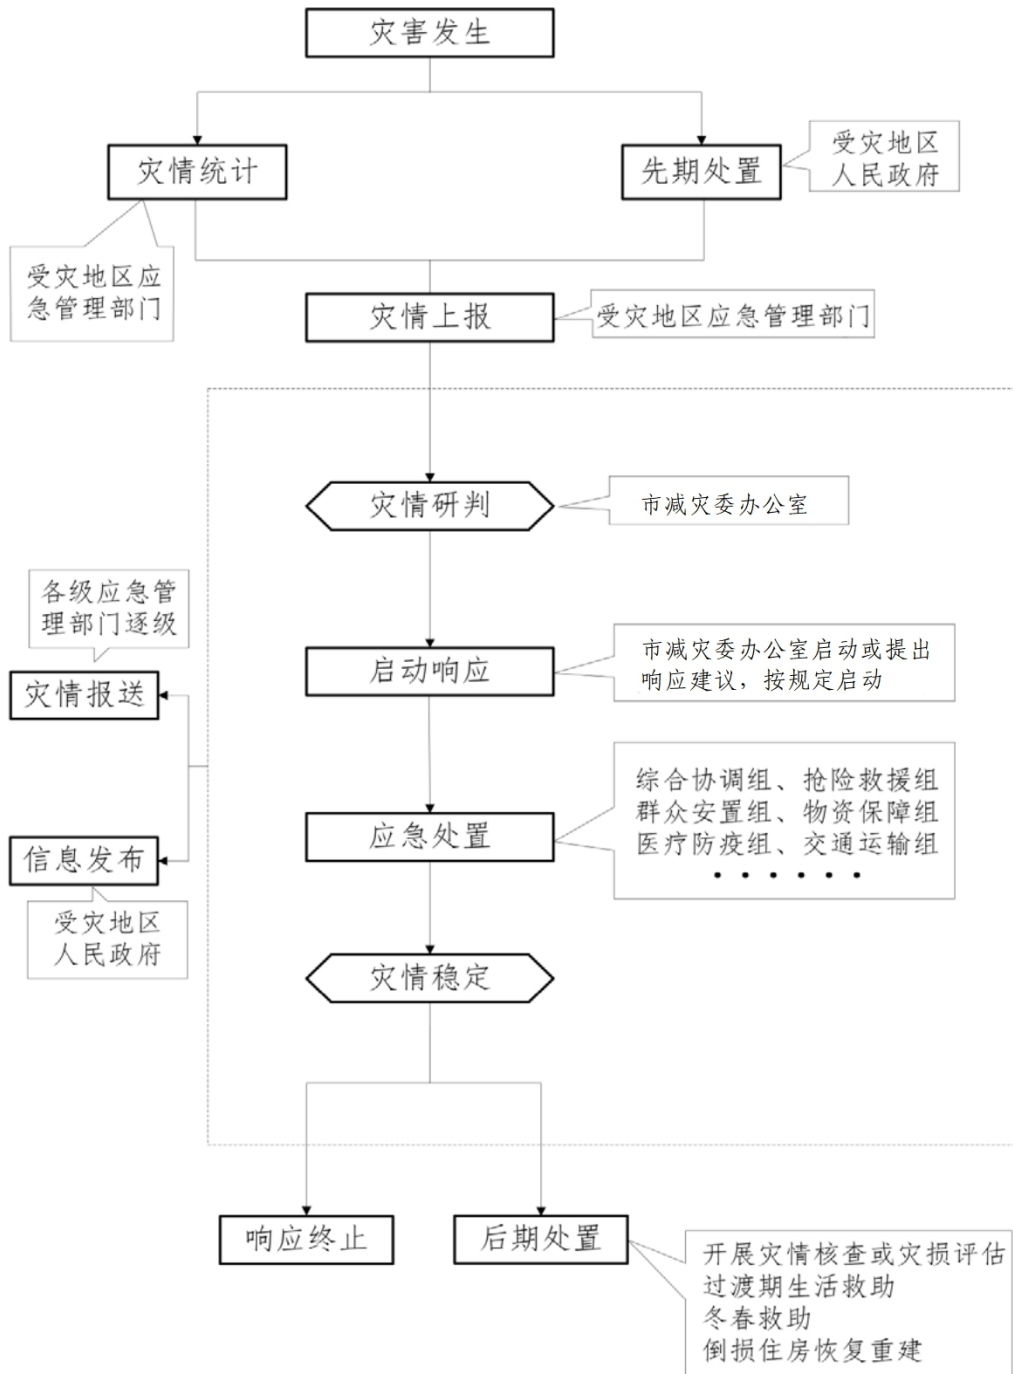 灾害发生
灾情统计
先期处置
受灾地区
人民政府
受灾地区应
急管理部门
灾情上报
受灾地区应急管理部门
灾情研判
市减灾委办公室
各级应急管
理部门逐级
灾情报送
启动响应
市减灾委办公室启动或提出
响应建议，按规定启动
综合协调组、抢险救援组
群众安置组、物资保障组
医疗防疫组、交通运输组
······
应急处置
信息发布
受灾地区
人民政府
灾情稳定
响应终止
后期处置
开展灾情核查或灾损评估
过渡期生活救助
冬春救助
倒损住房恢复重建